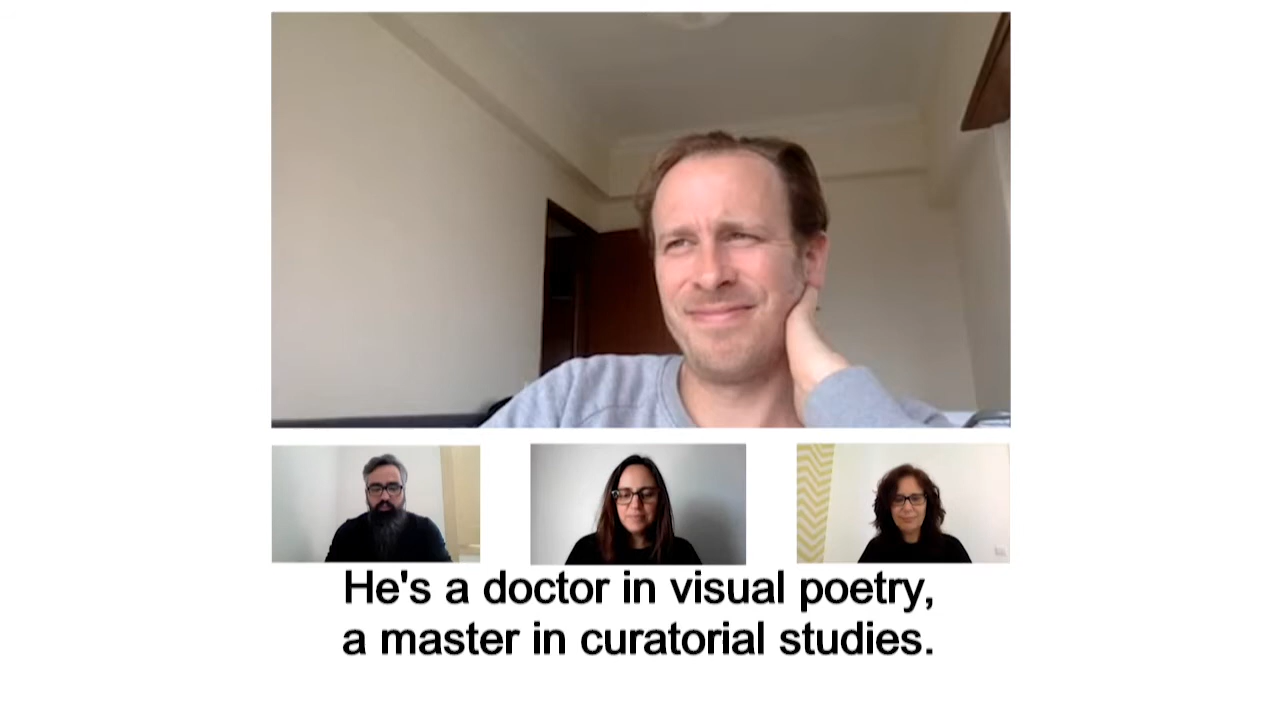 He's a doctor in visual poetry,
a master in curatorial studies.